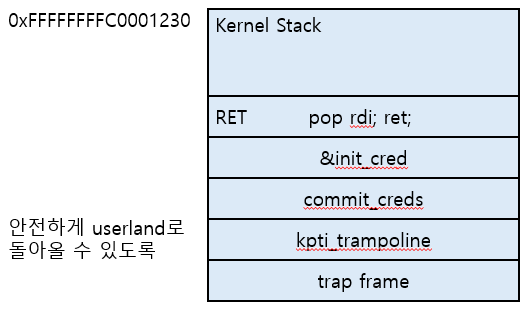 0xFFFFFFFFC0001230
Kernel Stack
RET pop rdi; ret;
&init_cred
commit_creds
안전하게 userland로
돌아올 수 있도록
kpti_trampoline
trap frame